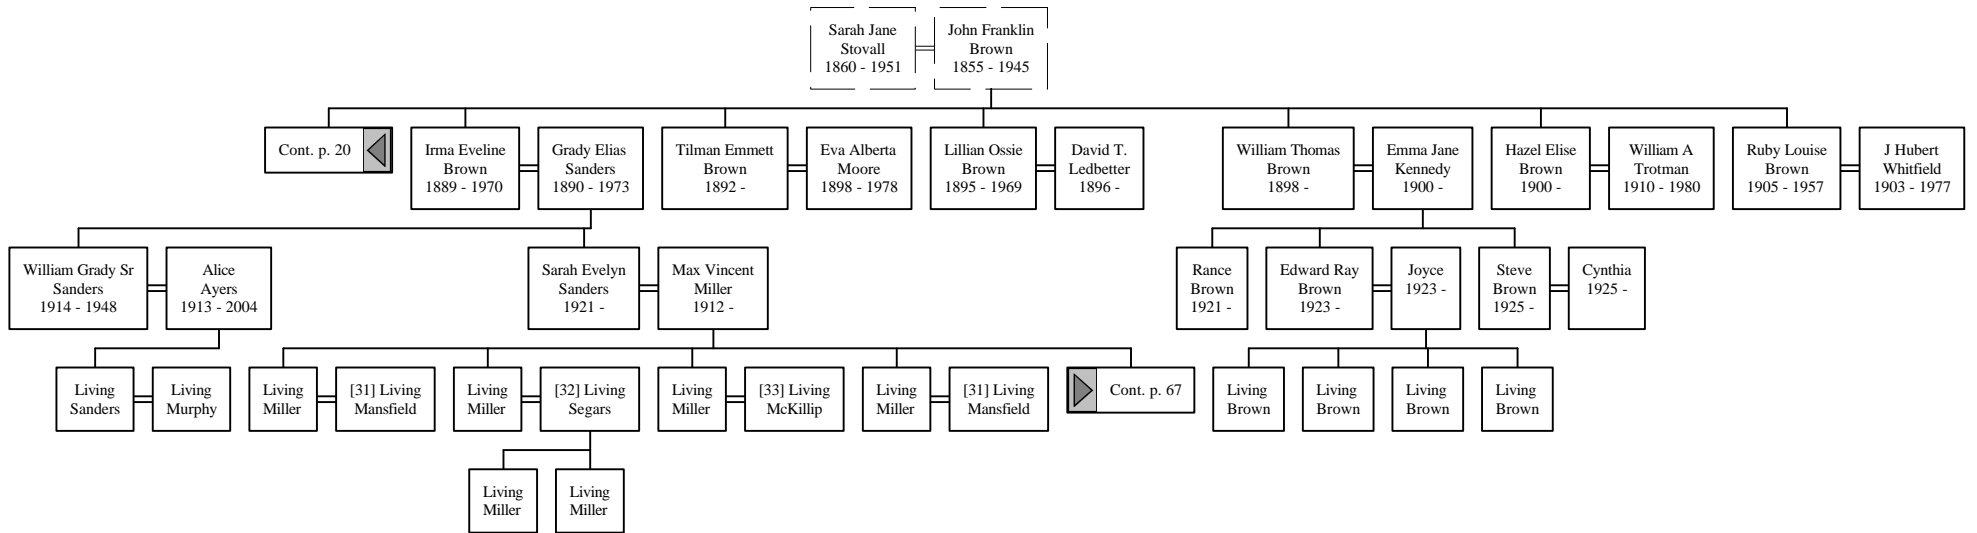 Sarah Jane
Stovall
1860 - 1951
John Franklin
Brown
1855 - 1945
Cont. p. 20
Irma Eveline
Brown
1889 - 1970
Grady Elias
Sanders
1890 - 1973
Tilman Emmett
Brown
1892 -
Eva Alberta
Moore
1898 - 1978
Lillian Ossie
Brown
1895 - 1969
David T.
Ledbetter
1896 -
William Thomas
Brown
1898 -
Emma Jane
Kennedy
1900 -
Hazel Elise
Brown
1900 -
William A
Trotman
1910 - 1980
Ruby Louise
Brown
1905 - 1957
J Hubert
Whitfield
1903 - 1977
William Grady Sr
Sanders
1914 - 1948
Alice
Ayers
1913 - 2004
Sarah Evelyn
Sanders
1921 -
Max Vincent
Miller
1912 -
Rance
Brown
1921 -
Edward Ray
Brown
1923 -
Joyce
1923 -
Steve
Brown
1925 -
Cynthia
1925 -
Living
Sanders
Living
Murphy
Living
Miller
[31] Living
Mansfield
Living
Miller
[32] Living
Segars
Living
Miller
[33] Living
McKillip
Living
Miller
[31] Living
Mansfield
Cont. p. 67
Living
Brown
Living
Brown
Living
Brown
Living
Brown
Living
Miller
Living
Miller